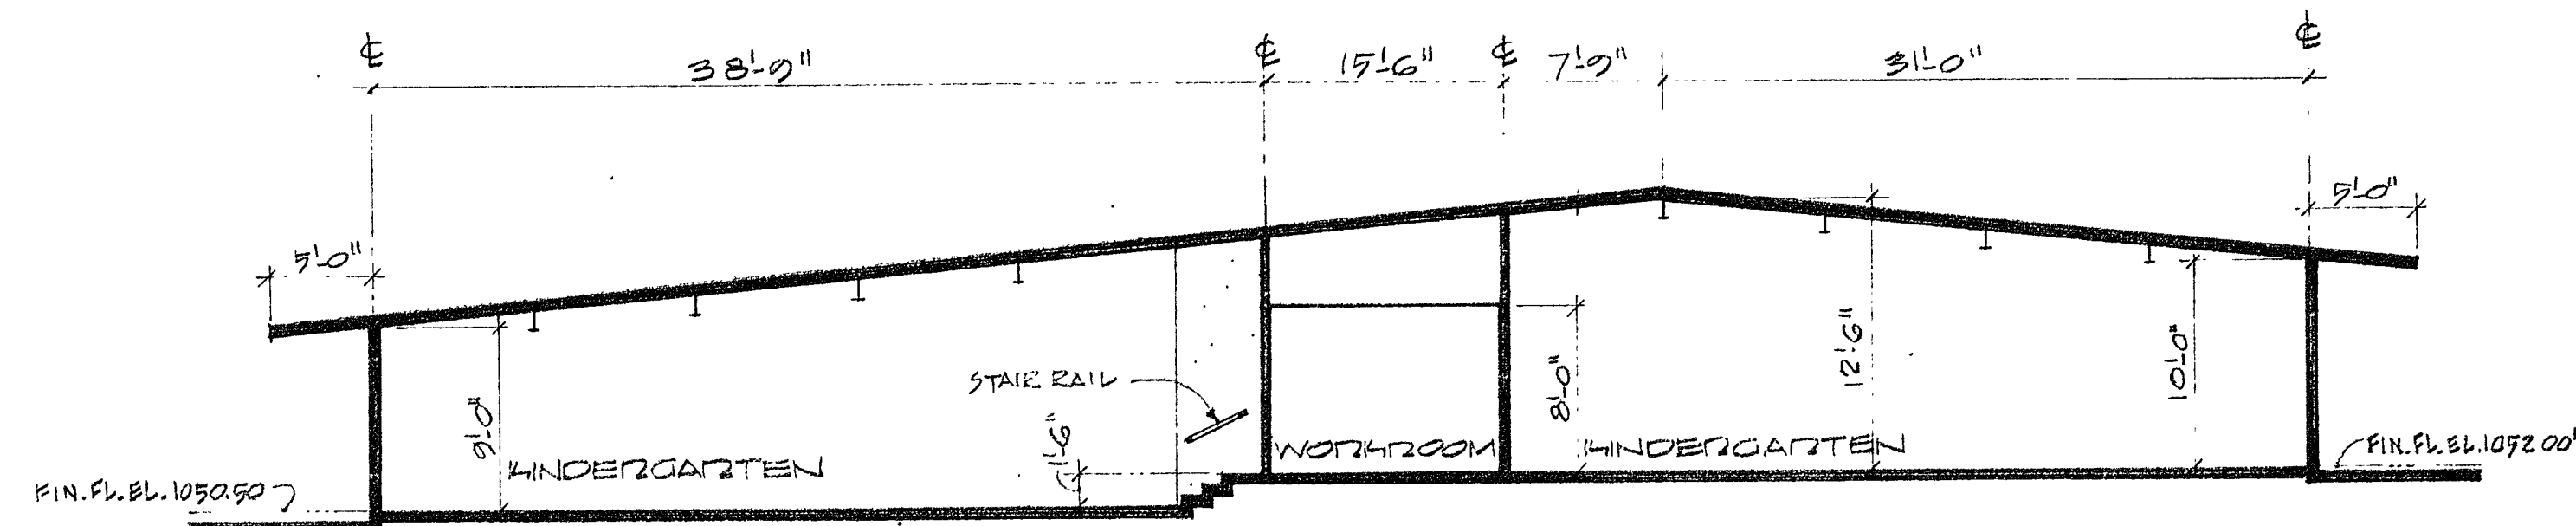 ℄ ℄ ℄ ℄
38'-9" 15'-6" 7'-9" 31'-0"
5'-0" 5'-0"
STAIR RAIL
9'-0" 1'-6" 8'-0" 12'-6" 10'-0"
KINDERGARTEN WORKROOM KINDERGARTEN
FIN.FL.EL.1050.50 FIN.FL.EL.1052.00'